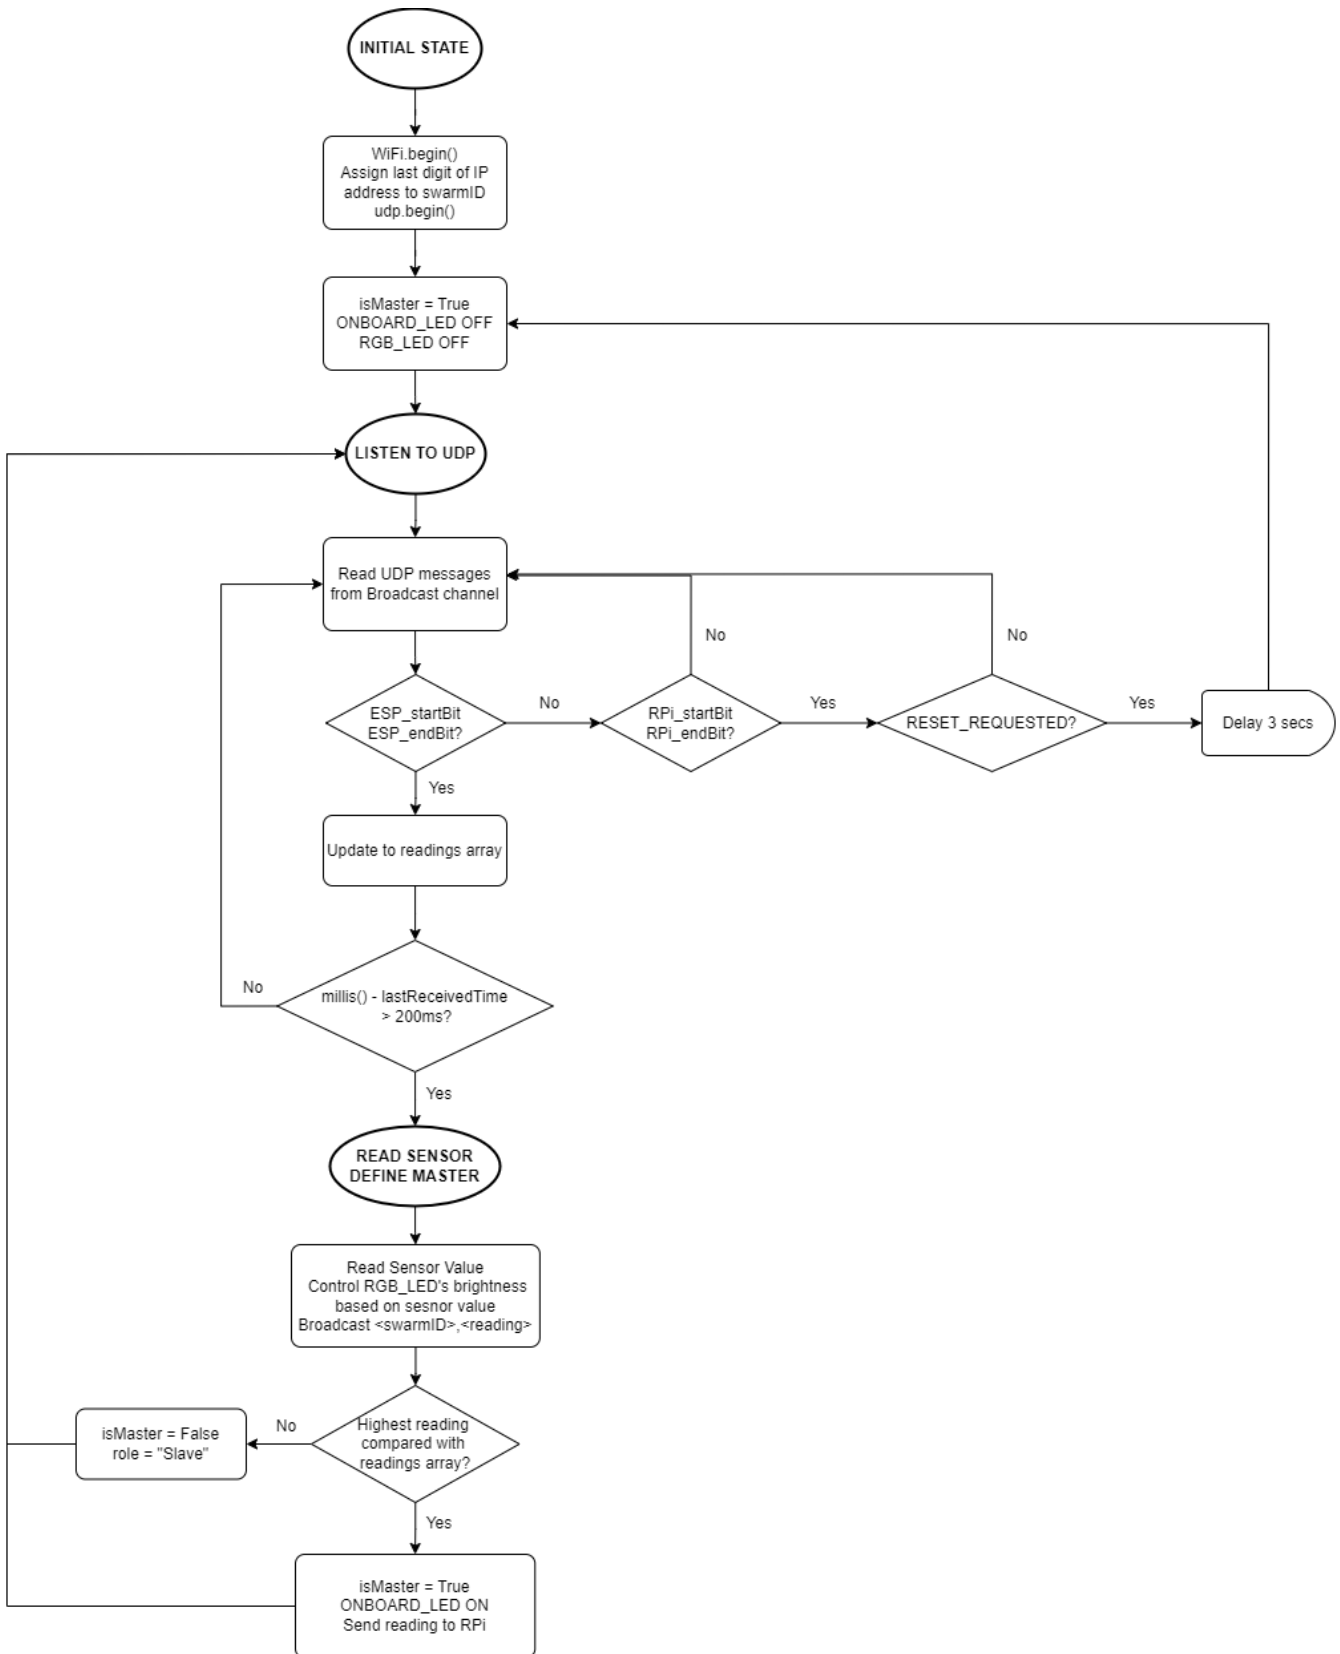 INITIAL STATE
WiFi.begin()
Assign last digit of IP
address to swarmID
udp.begin()
isMaster = True
ONBOARD_LED OFF
RGB_LED OFF
LISTEN TO UDP
Read UDP messages
from Broadcast channel
No
No
ESP_startBit
ESP_endBit?
No
RPi_startBit
RPi_endBit?
Yes
RESET_REQUESTED?
Yes
Delay 3 secs
Yes
Update to readings array
No
millis() - lastReceivedTime
> 200ms?
Yes
READ SENSOR
DEFINE MASTER
Read Sensor Value
Control RGB_LED's brightness
based on sesnor value
Broadcast <swarmID>,<reading>
isMaster = False
role = "Slave"
No
Highest reading
compared with
readings array?
Yes
isMaster = True
ONBOARD_LED ON
Send reading to RPi